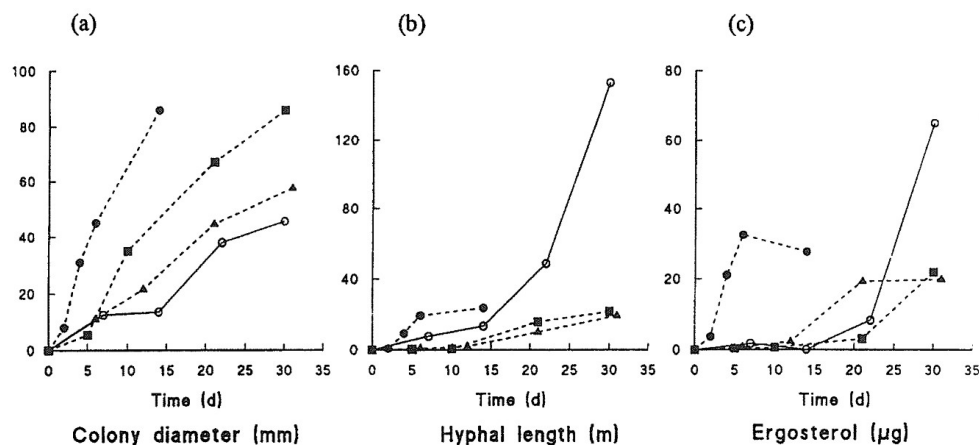 (a)
(b)
(c)
100
80
60
40
20
0
0 5 10 15 20 25 30 35
Time (d)
Colony diameter (mm)
160
120
80
40
0
0 5 10 15 20 25 30 35
Time (d)
Hyphal length (m)
80
60
40
20
0
0 5 10 15 20 25 30 35
Time (d)
Ergosterol (µg)